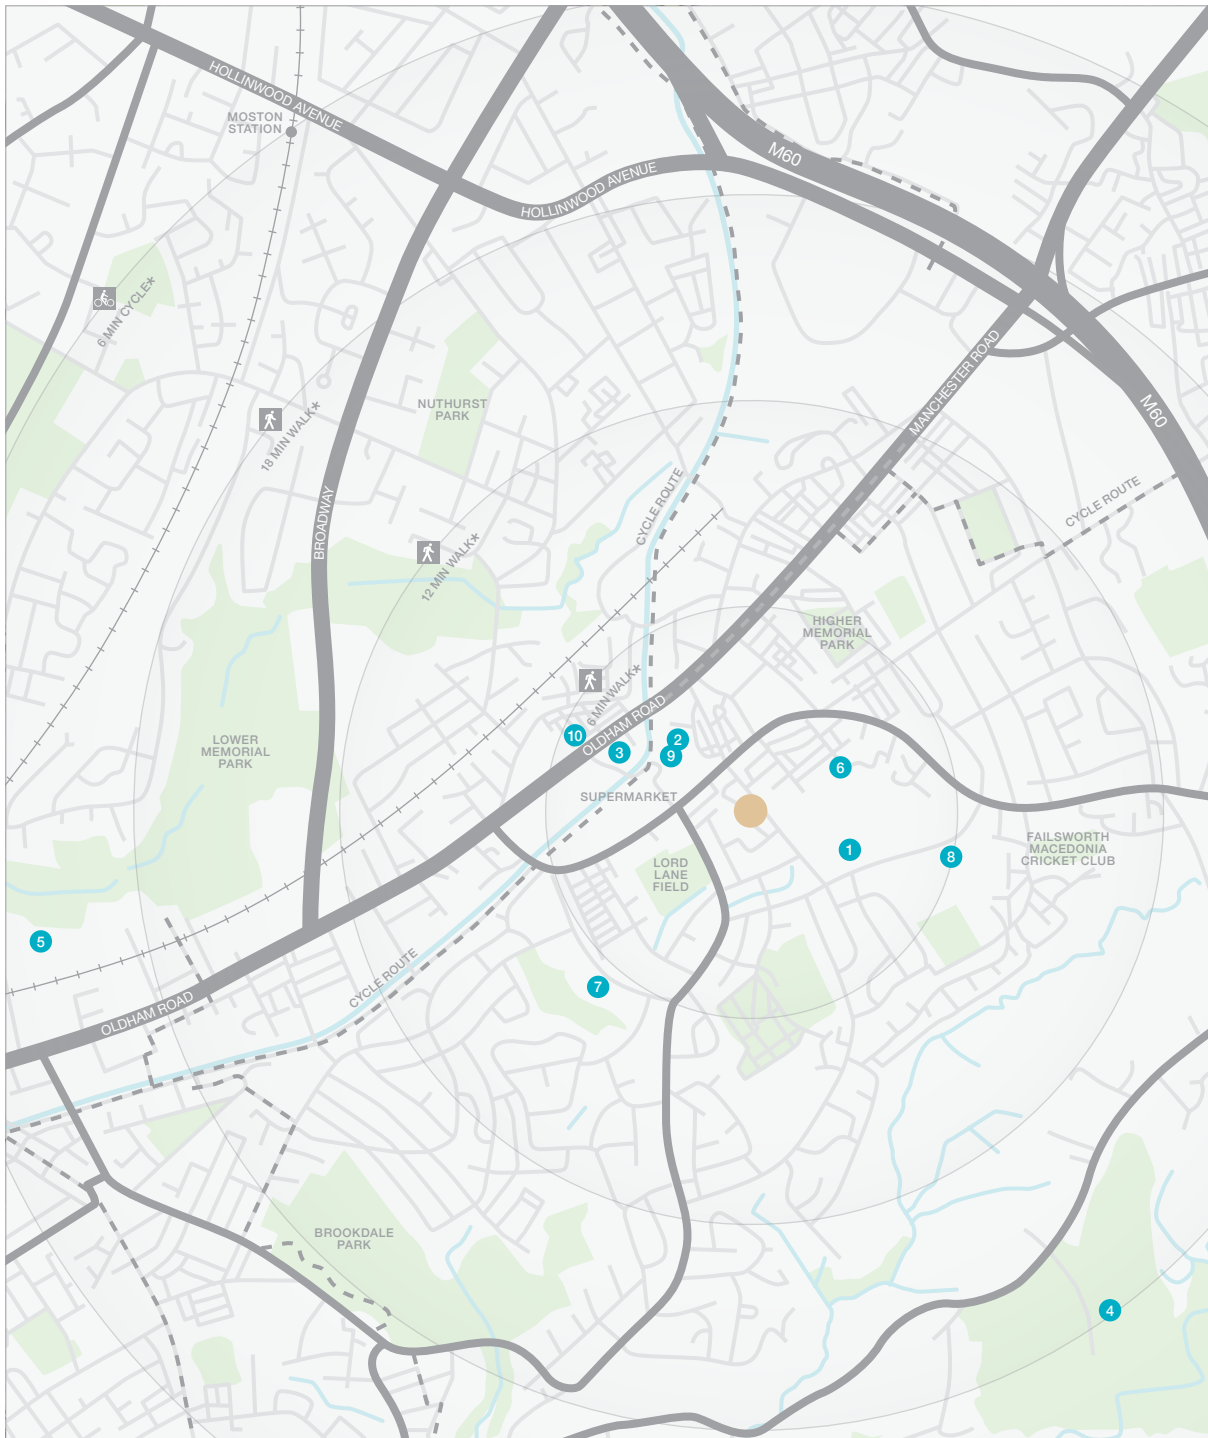 HOLLINWOOD AVENUE
MOSTON
STATION
M60
HOLLINWOOD AVENUE
6 MIN CYCLE*
MANCHESTER ROAD
M60
NUTHURST
PARK
18 MIN WALK*
CYCLE ROUTE
CYCLE ROUTE
BROADWAY
12 MIN WALK*
HIGHER
MEMORIAL
PARK
6 MIN WALK*
OLDHAM ROAD
10
3
2
9
LOWER
MEMORIAL
PARK
6
SUPERMARKET
1
8
FAILSWORTH
MACEDONIA
CRICKET CLUB
LORD
LANE
FIELD
5
7
CYCLE ROUTE
OLDHAM ROAD
BROOKDALE
PARK
4